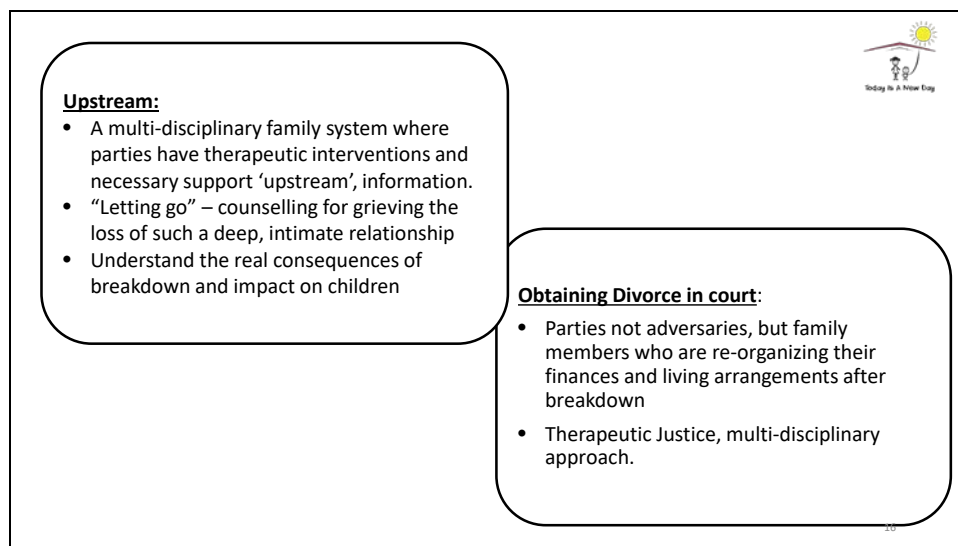 Today Is A New Day
Upstream:
• A multi-disciplinary family system where
parties have therapeutic interventions and
necessary support ‘upstream’, information.
• “Letting go” – counselling for grieving the
loss of such a deep, intimate relationship
• Understand the real consequences of
breakdown and impact on children
Obtaining Divorce in court:
• Parties not adversaries, but family
members who are re-organizing their
finances and living arrangements after
breakdown
• Therapeutic Justice, multi-disciplinary
approach.
16